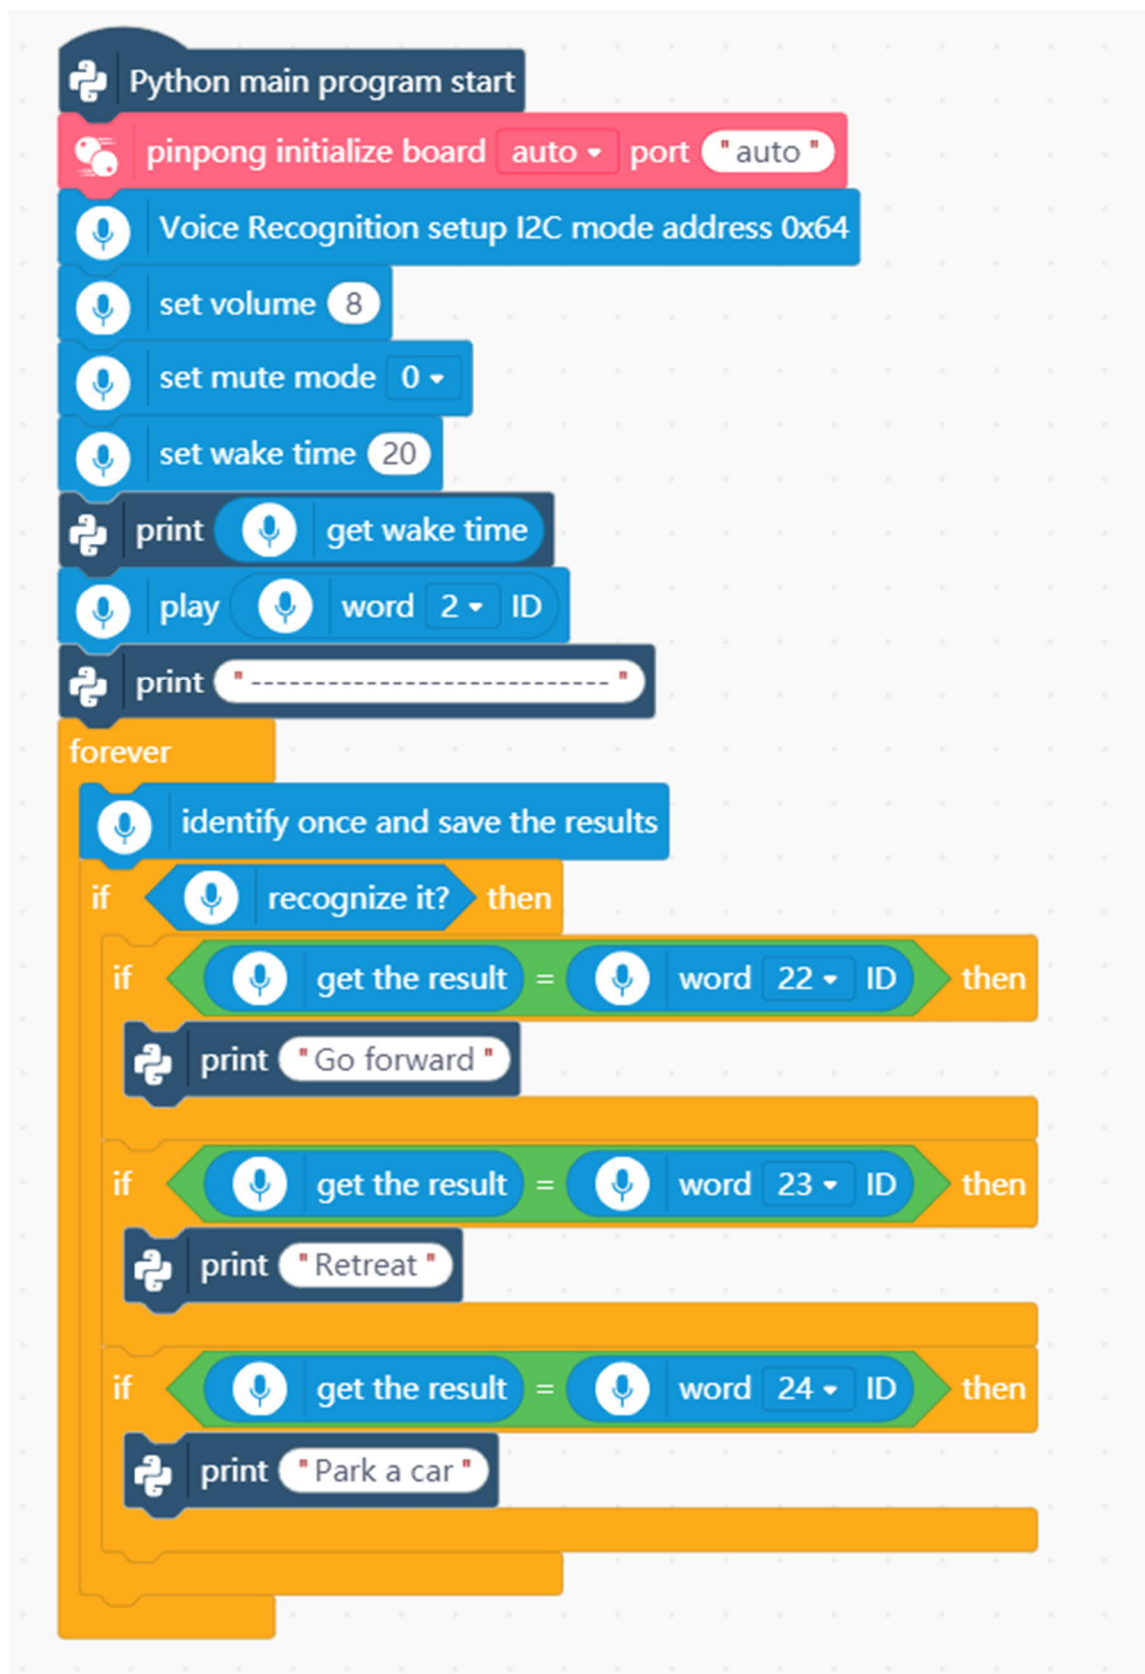 Python main program start
pinpong initialize board auto port "auto"
Voice Recognition setup I2C mode address 0x64
set volume 8
set mute mode 0
set wake time 20
print get wake time
play word 2 ID
print "----------------------------"
forever
identify once and save the results
if recognize it? then
if get the result = word 22 ID then
print "Go forward"
if get the result = word 23 ID then
print "Retreat"
if get the result = word 24 ID then
print "Park a car"